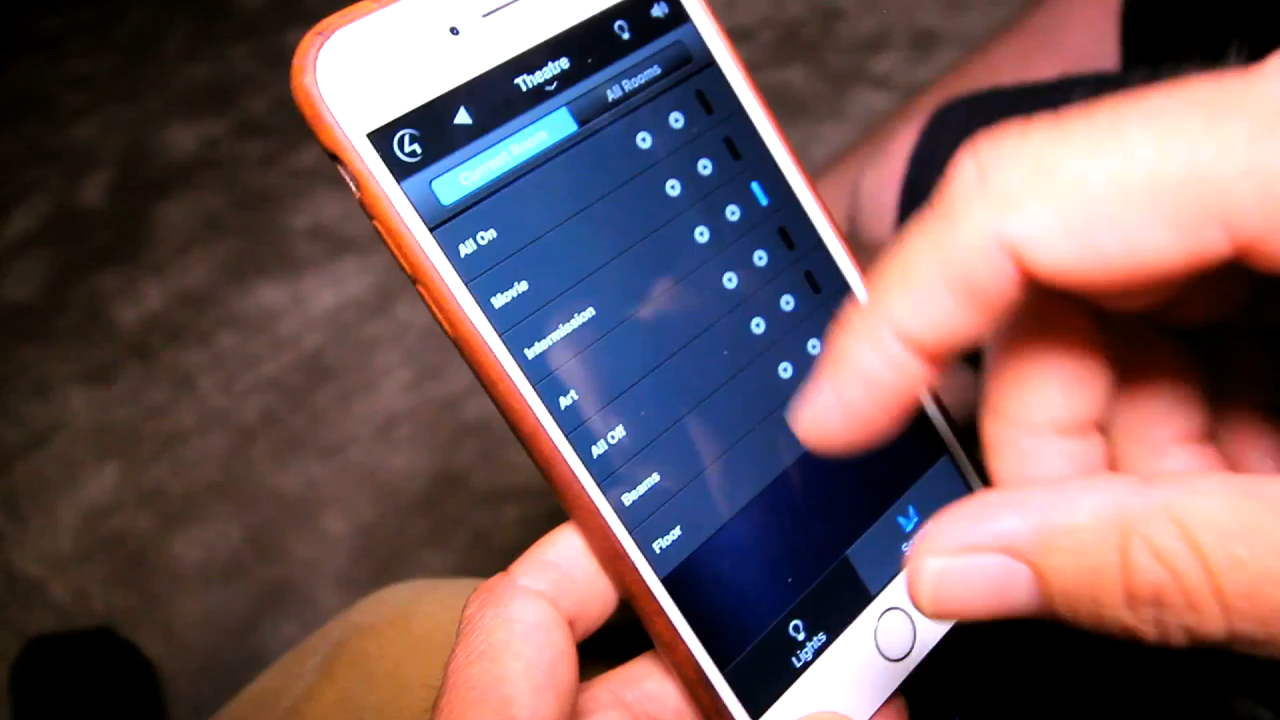 Theatre
Current Room
All Rooms
All On
Movie
Intermission
Art
All Off
Beams
Floor
Lights